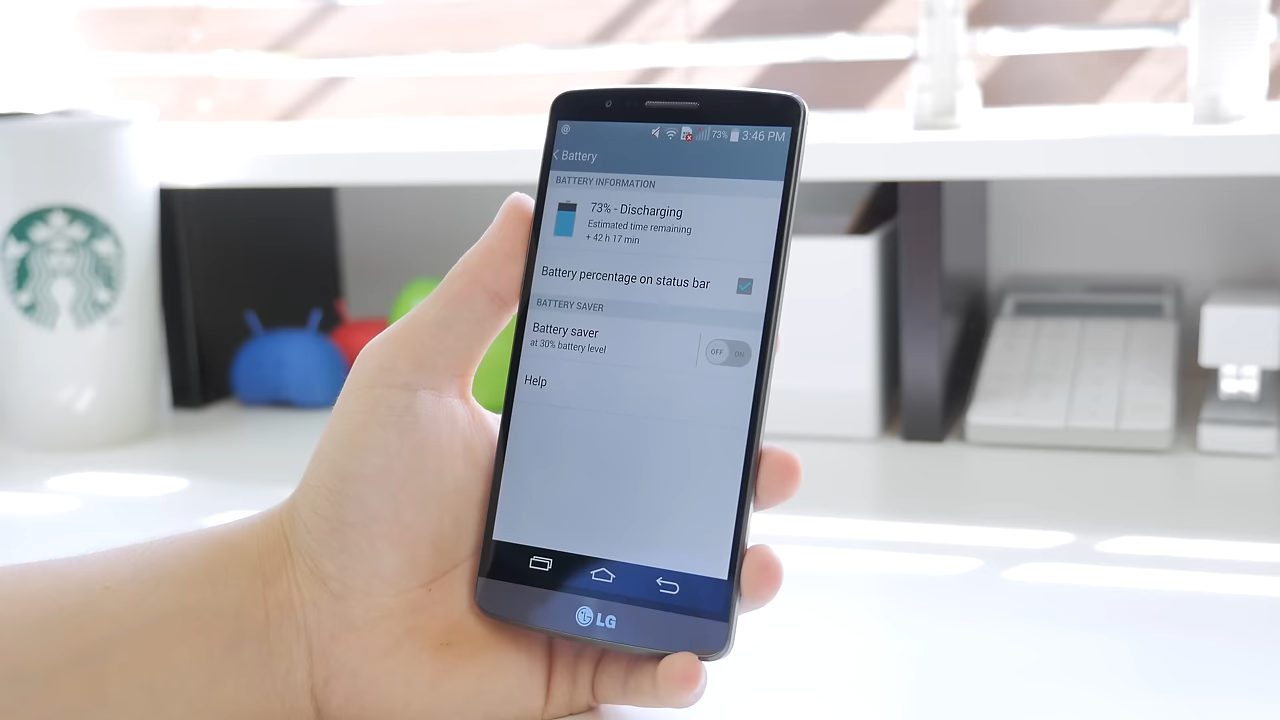 @ 73% 3:46 PM
Battery
BATTERY INFORMATION
73% - Discharging
Estimated time remaining
+ 42 h 17 min
Battery percentage on status bar
BATTERY SAVER
Battery saver
at 30% battery level
OFF ON
Help
LG